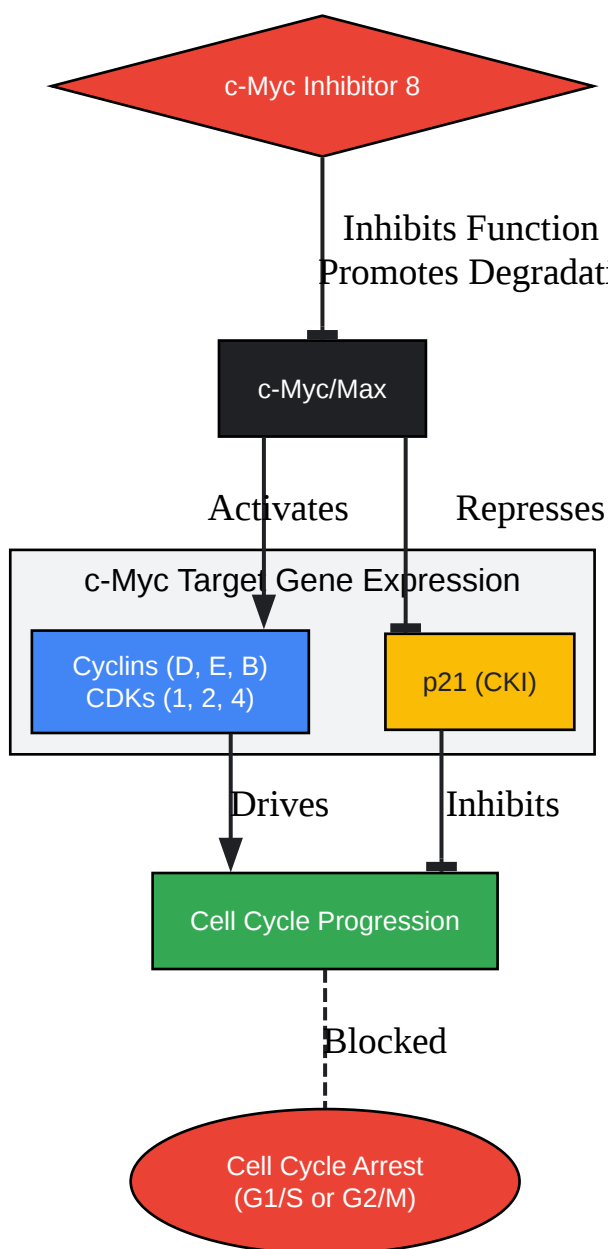 c-Myc Inhibitor 8
Inhibits Function
Promotes Degradati
c-Myc/Max
Activates
Represses
c-Myc Target Gene Expression
Cyclins (D, E, B)
CDKs (1, 2, 4)
p21 (CKI)
Drives
Inhibits
Cell Cycle Progression
Blocked
Cell Cycle Arrest
(G1/S or G2/M)